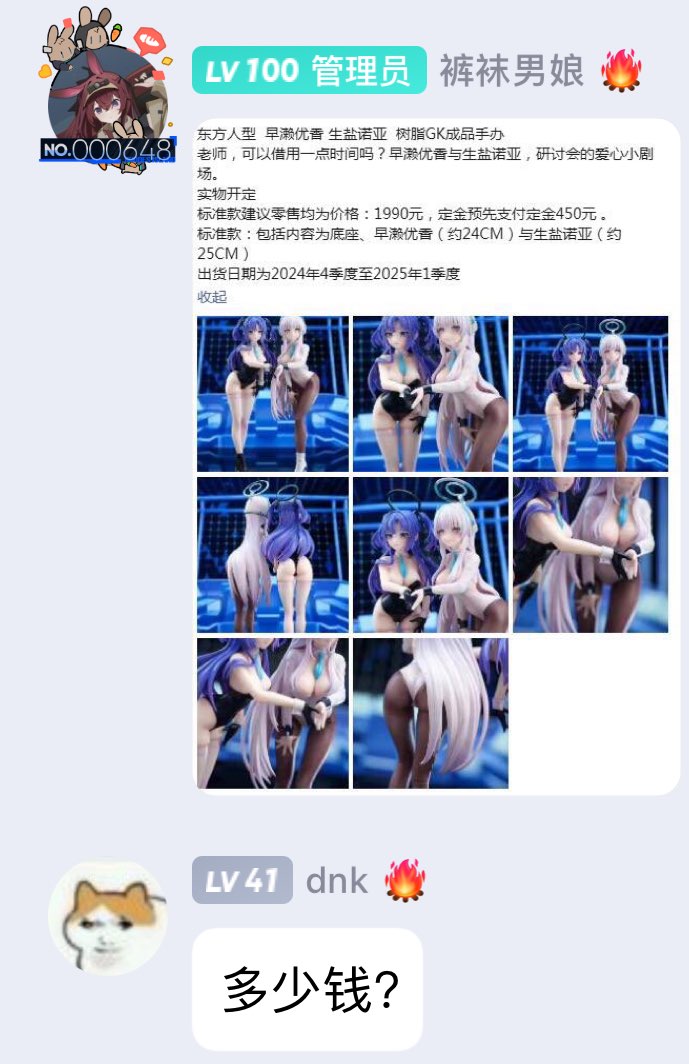 LV 100 管理员 裤袜男娘
NO.000648
东方人型 早濑优香 生盐诺亚 树脂GK成品手办
老师，可以借用一点时间吗？早濑优香与生盐诺亚，研讨会的爱心小剧
场。
实物开定
标准款建议零售均为价格：1990元，定金预先支付定金450元 。
标准款：包括内容为底座、早濑优香（约24CM）与生盐诺亚（约
25CM）
出货日期为2024年4季度至2025年1季度
收起
LV 41 dnk
多少钱?